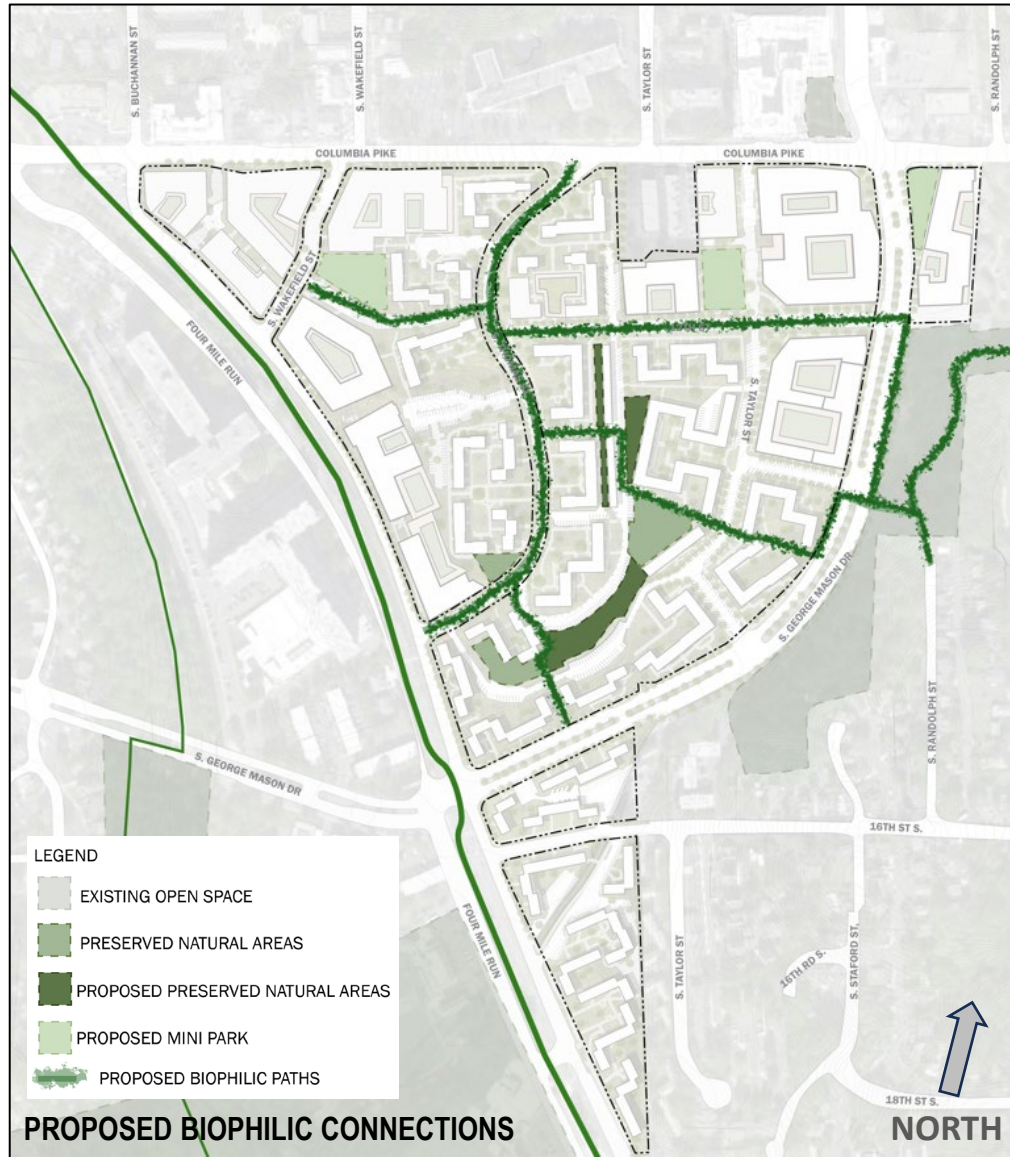 S. BUCHANNAN ST
S. WAKEFIELD ST
S. TAYLOR ST
S. RANDOLPH ST
COLUMBIA PIKE
COLUMBIA PIKE
S. WAKEFIELD ST
FOUR MILE RUN
S. TAYLOR ST
S. GEORGE MASON DR
S. RANDOLPH ST
S. GEORGE MASON DR
16TH ST S.
FOUR MILE RUN
S. TAYLOR ST
16TH RD S.
S. STAFORD ST.
18TH ST S.
LEGEND
EXISTING OPEN SPACE
PRESERVED NATURAL AREAS
PROPOSED PRESERVED NATURAL AREAS
PROPOSED MINI PARK
PROPOSED BIOPHILIC PATHS
PROPOSED BIOPHILIC CONNECTIONS
NORTH